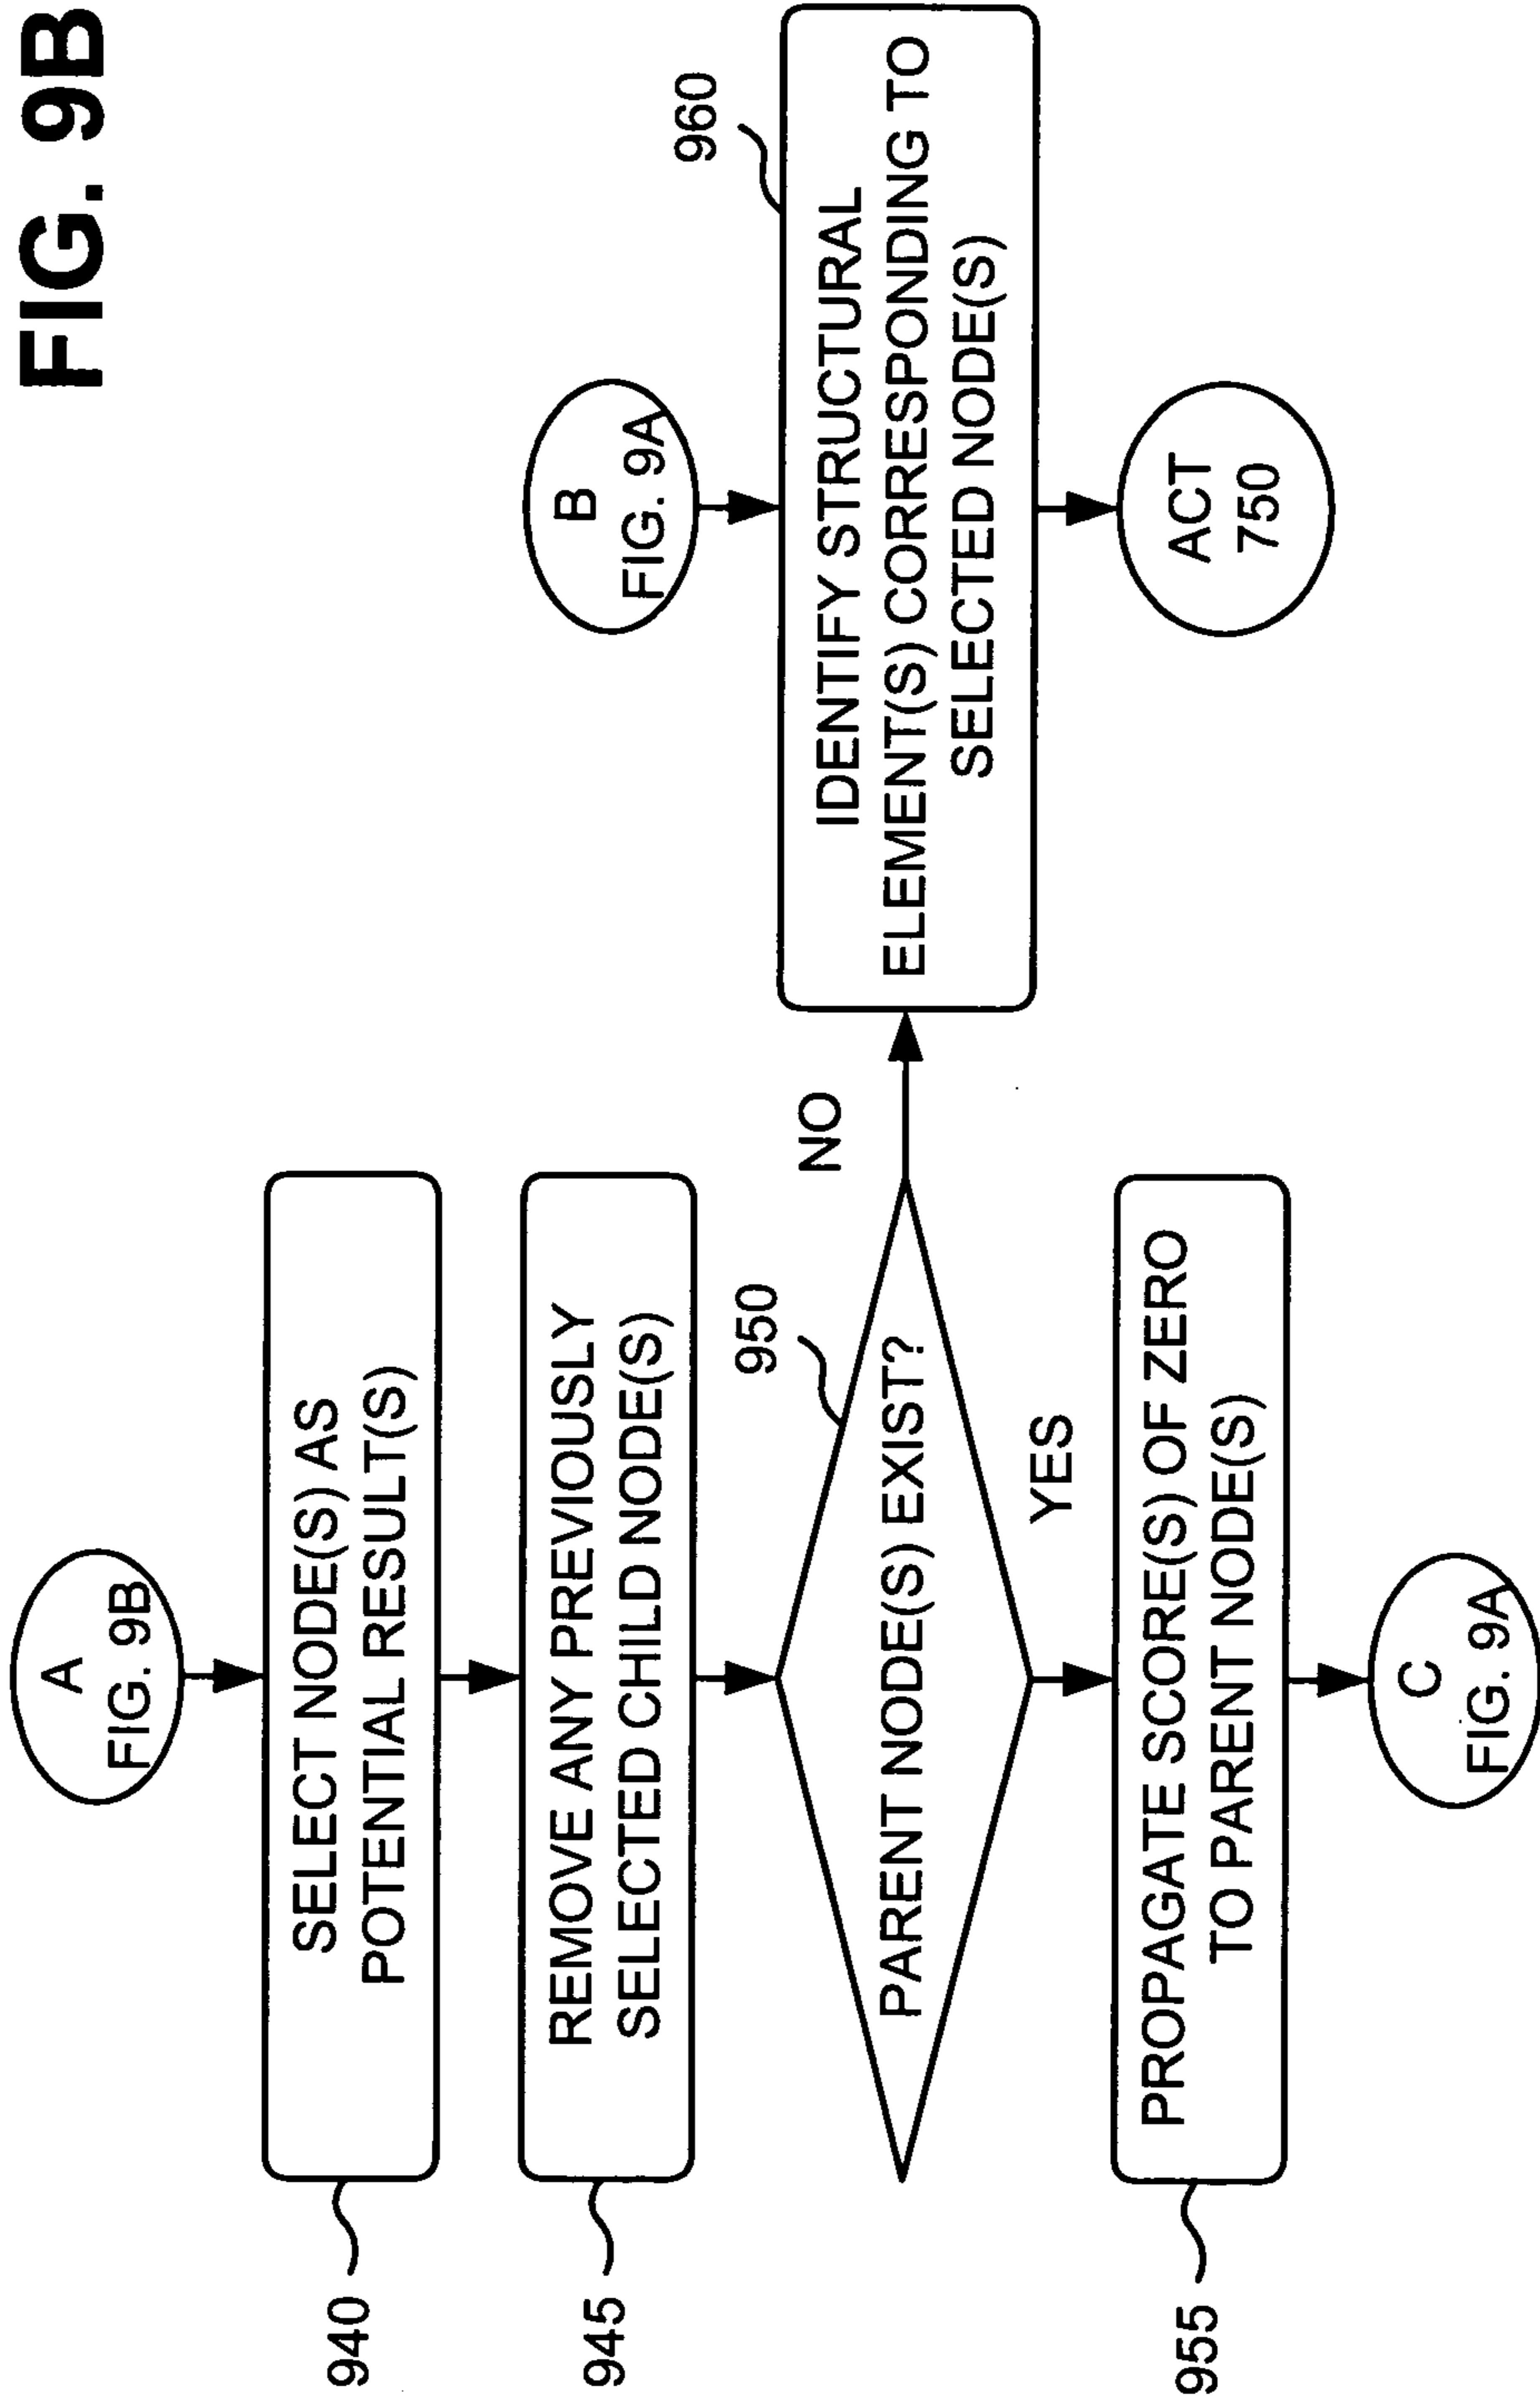 FIG. 9B
A
FIG. 9B
SELECT NODE(S) AS
POTENTIAL RESULT(S)
940
REMOVE ANY PREVIOUSLY
SELECTED CHILD NODE(S)
945
PARENT NODE(S) EXIST?
950
NO
YES
PROPAGATE SCORE(S) OF ZERO
TO PARENT NODE(S)
955
C
FIG. 9A
B
FIG. 9A
IDENTIFY STRUCTURAL
ELEMENT(S) CORRESPONDING TO
SELECTED NODE(S)
960
ACT
750